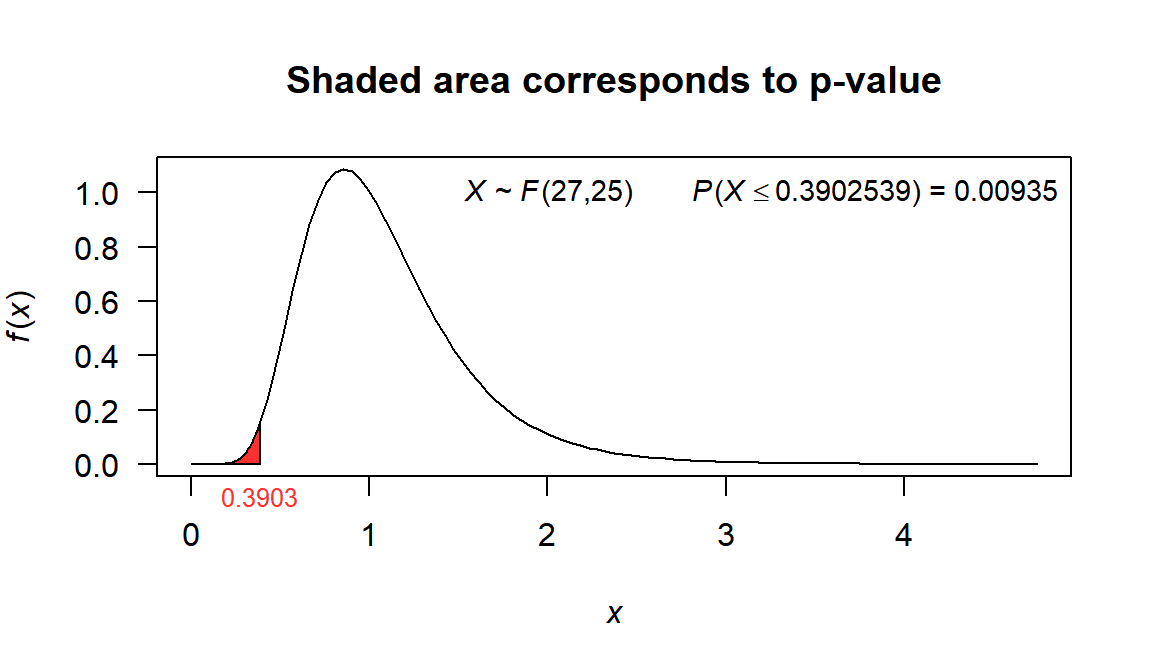 Shaded area corresponds to p-value
X ~ F(27,25) P(X ≤ 0.3902539) = 0.00935
f(x)
1.0
0.8
0.6
0.4
0.2
0.0
0.3903
0 1 2 3 4
x